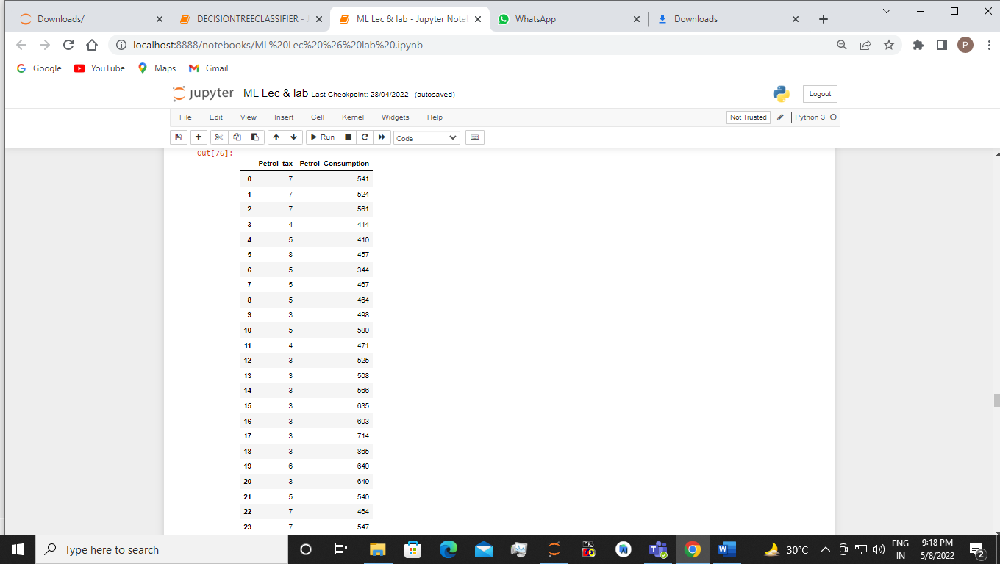 Downloads/
DECISIONTREECLASSIFIER -
ML Lec & lab - Jupyter Note
WhatsApp
Downloads
localhost:8888/notebooks/ML%20Lec%20%26%20lab%20.ipynb
P
Google YouTube Maps Gmail
jupyter ML Lec & lab Last Checkpoint: 28/04/2022 (autosaved)
Logout
File Edit View Insert Cell Kernel Widgets Help
Not Trusted Python 3
Run Code
Out[76]:
Petrol_tax Petrol_Consumption
0 7 541
1 7 524
2 7 561
3 4 414
4 5 410
5 8 457
6 5 344
7 5 467
8 5 464
9 3 498
10 5 580
11 4 471
12 3 525
13 3 508
14 3 566
15 3 635
16 3 603
17 3 714
18 3 865
19 6 640
20 3 649
21 5 540
22 7 464
23 7 547
Type here to search
30°C
ENG
IN
9:18 PM
5/8/2022
2